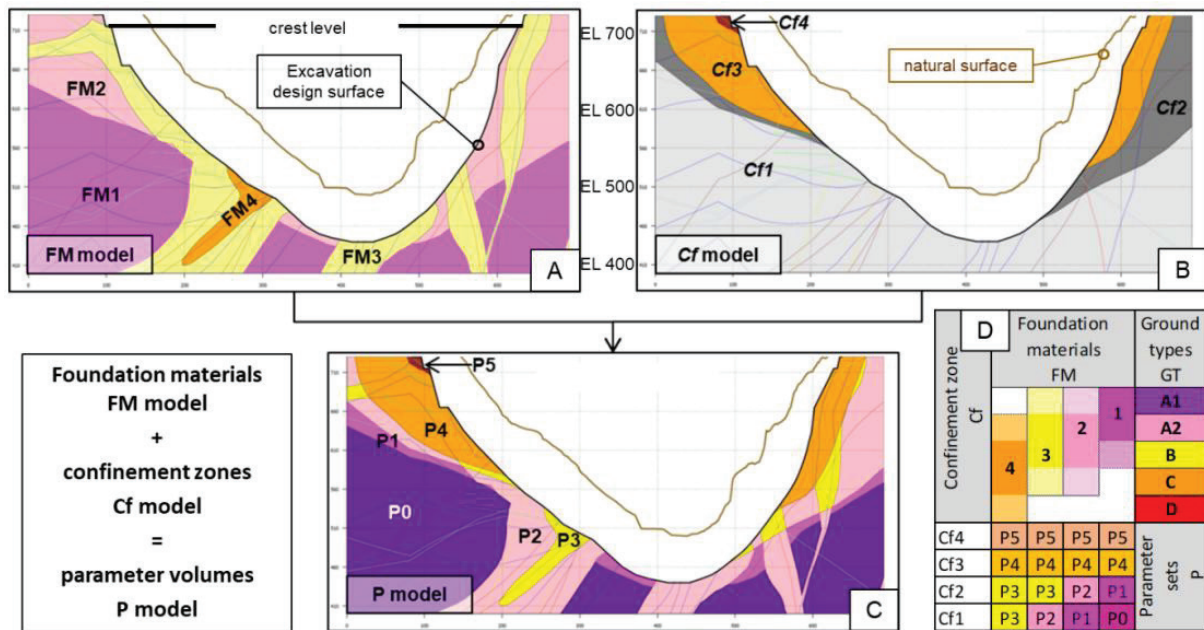 crest level
Excavation
design surface
FM2
FM1
FM4
FM3
FM model
A
EL 700
EL 600
EL 500
EL 400
Cf4
Cf3
Cf2
Cf1
natural surface
Cf model
B
Foundation materials
FM model
+
confinement zones
Cf model
=
parameter volumes
P model
P5
P4
P1
P0
P2
P3
P model
C
D
Confinement zone
Cf
Foundation
materials
FM
Ground
types
GT
4
3
2
1
A1
A2
B
C
D
Cf4 P5 P5 P5 P5
Cf3 P4 P4 P4 P4
Cf2 P3 P3 P2 P1
Cf1 P3 P2 P1 P0
Parameter
sets
P